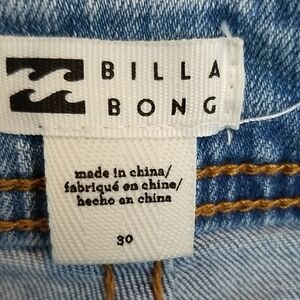 BILLA
BONG
made in china/
fabriqué en chine/
hecho en china
30